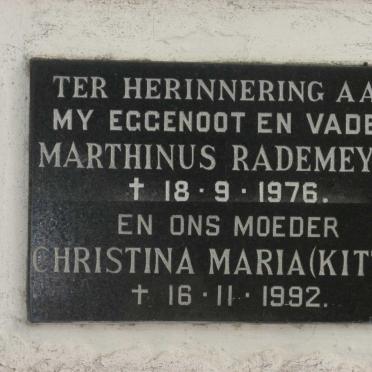 TER HERINNERING AA
MY EGGENOOT EN VADE
MARTHINUS RADEMEY
† 18·9·1976.
EN ONS MOEDER
CHRISTINA MARIA (KIT
† 16·11·1992.